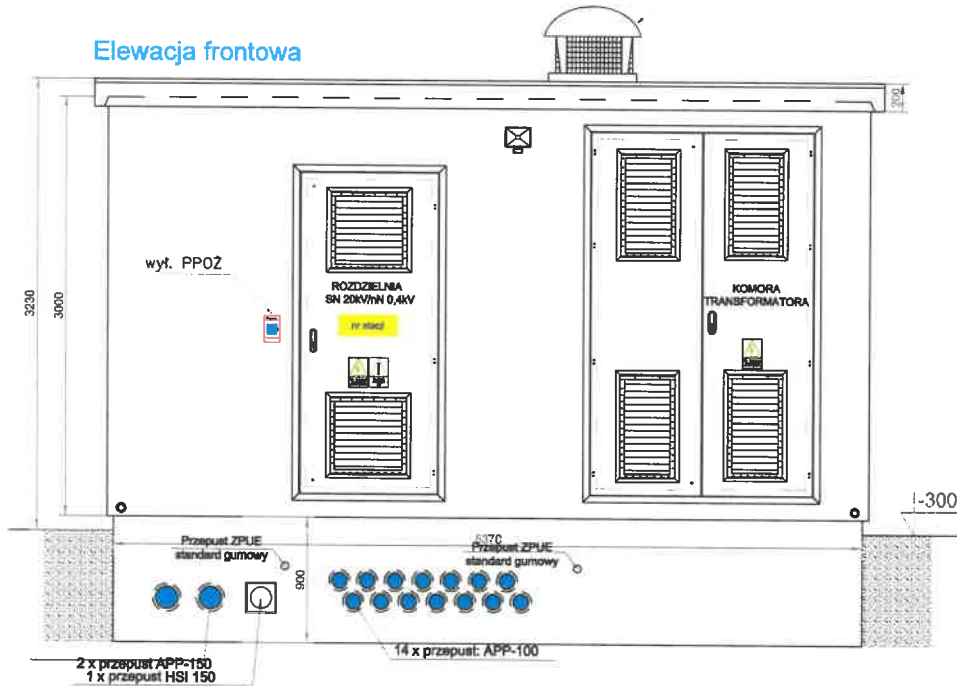 Elewacja frontowa
200
3230
3000
wył. PPOŻ
ROZDZIELNIA
SN 20kV/nN 0,4kV
nr stacji
KOMORA
TRANSFORMATORA
-300
5370
Przepust ZPUE
standard gumowy
Przepust ZPUE
standard gumowy
900
14 x przepust: APP-100
2 x przepust APP-150
1 x przepust HSI 150